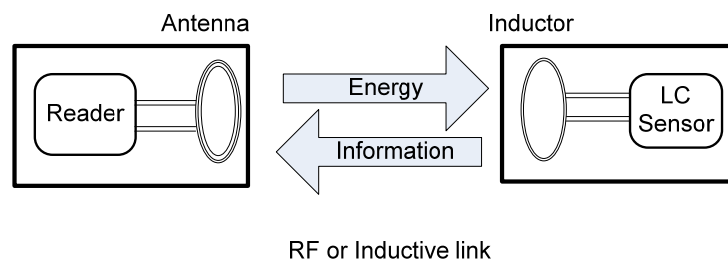 Antenna
Inductor
Reader
Energy
Information
LC
Sensor
RF or Inductive link